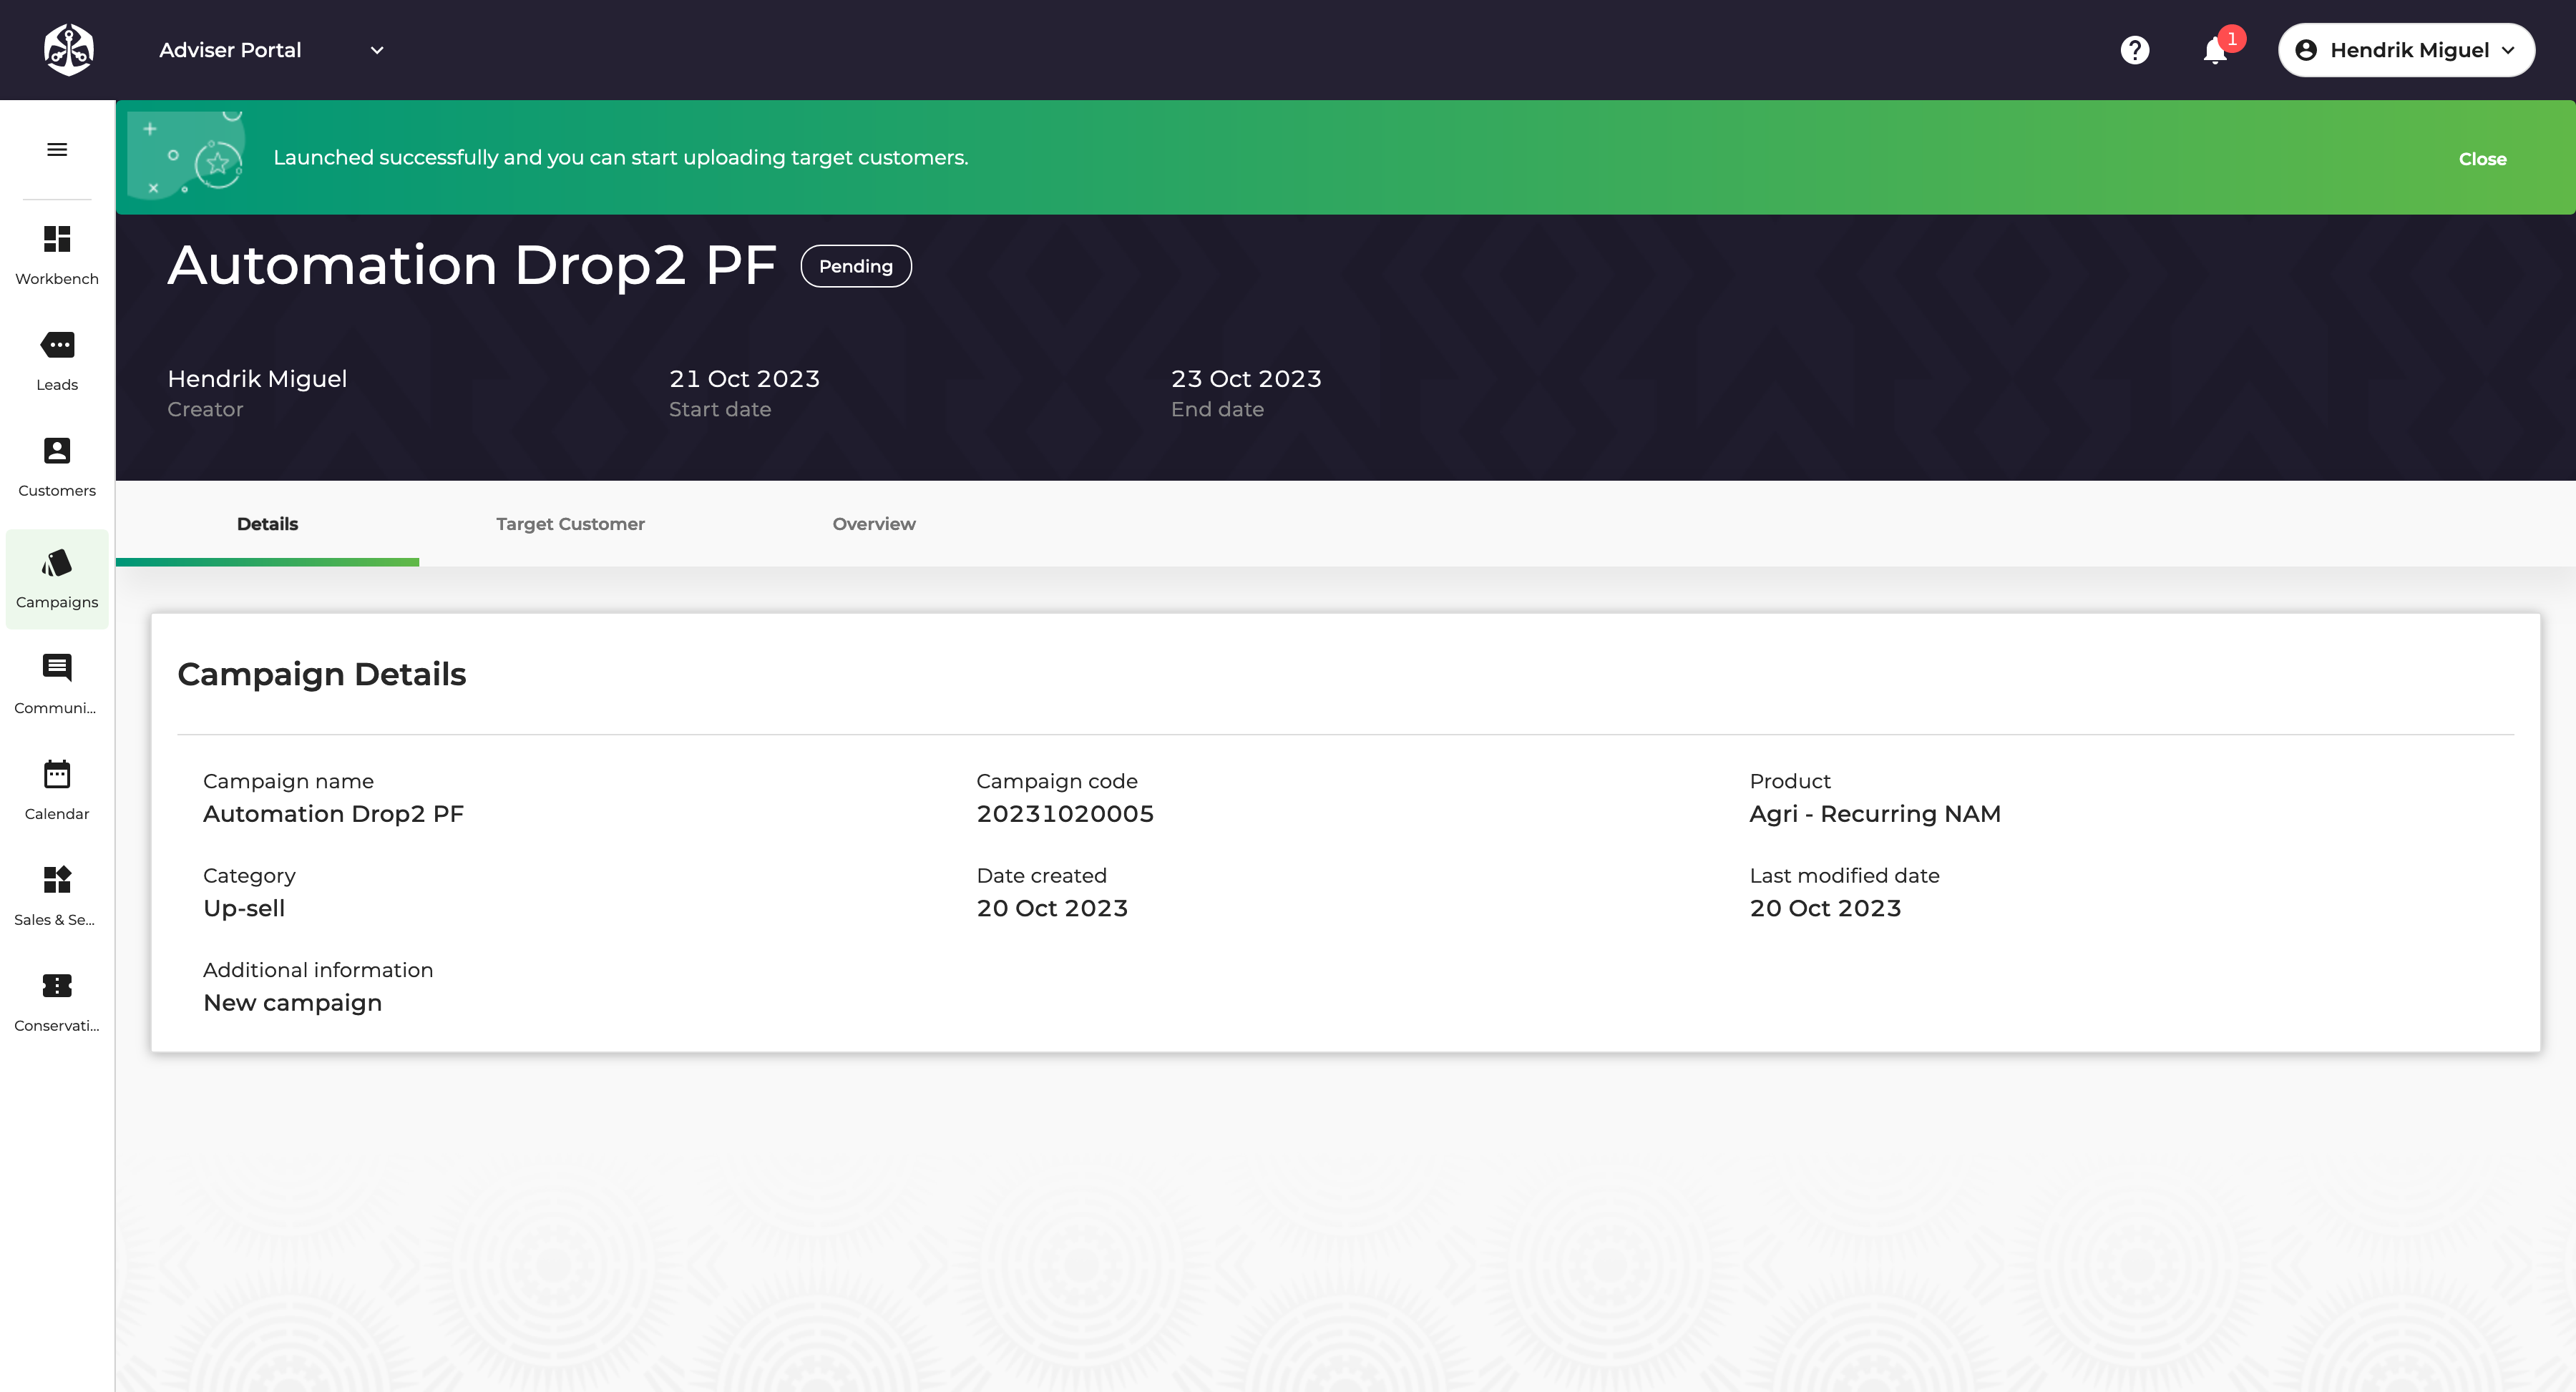 Adviser Portal
1
Hendrik Miguel
Launched successfully and you can start uploading target customers.
Close
Workbench
Leads
Customers
Campaigns
Communi...
Calendar
Sales & Se...
Conservati...
Automation Drop2 PF
Pending
Hendrik Miguel
Creator
21 Oct 2023
Start date
23 Oct 2023
End date
Details
Target Customer
Overview
Campaign Details
Campaign name
Automation Drop2 PF
Campaign code
20231020005
Product
Agri - Recurring NAM
Category
Up-sell
Date created
20 Oct 2023
Last modified date
20 Oct 2023
Additional information
New campaign